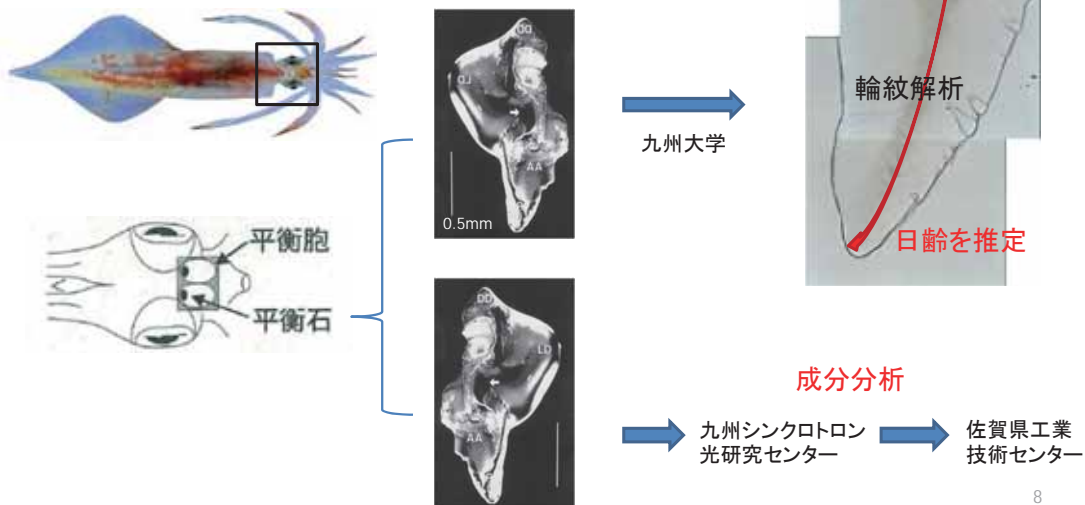 平衡胞
平衡石
DD
AA
0.5mm
DD
LD
AA
九州大学
輪紋解析
日齢を推定
成分分析
九州シンクロトロン
光研究センター
佐賀県工業
技術センター
8